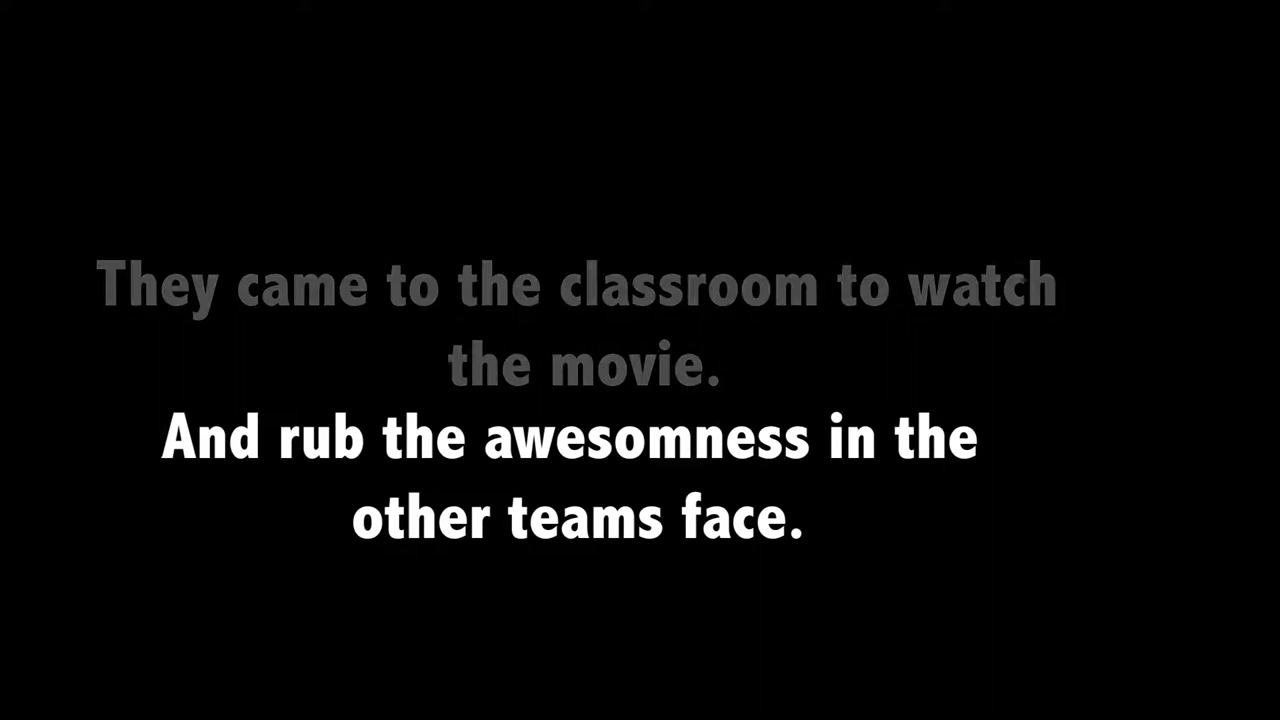 They came to the classroom to watch
the movie.
And rub the awesomness in the
other teams face.